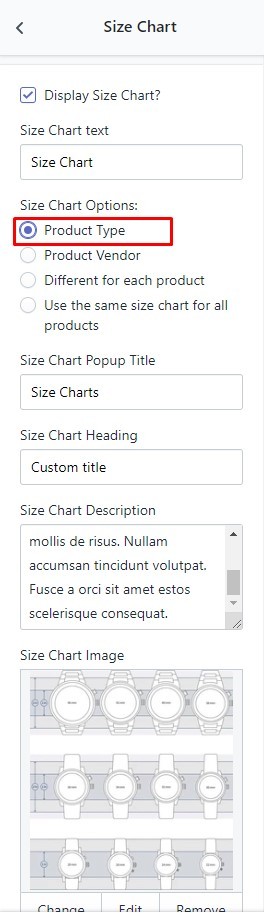 Size Chart
Display Size Chart?
Size Chart text
Size Chart
Size Chart Options:
Product Type
Product Vendor
Different for each product
Use the same size chart for all
products
Size Chart Popup Title
Size Charts
Size Chart Heading
Custom title
Size Chart Description
mollis de risus. Nullam
accumsan tincidunt volutpat.
Fusce a orci sit amet estos
scelerisque consequat.
Size Chart Image
Change Edit Remove